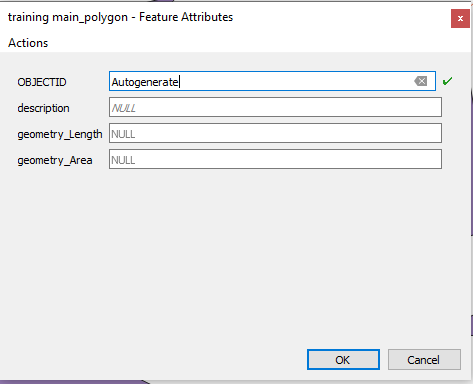 training main_polygon - Feature Attributes
Actions
OBJECTID Autogenerate
description NULL
geometry_Length NULL
geometry_Area NULL
OK Cancel